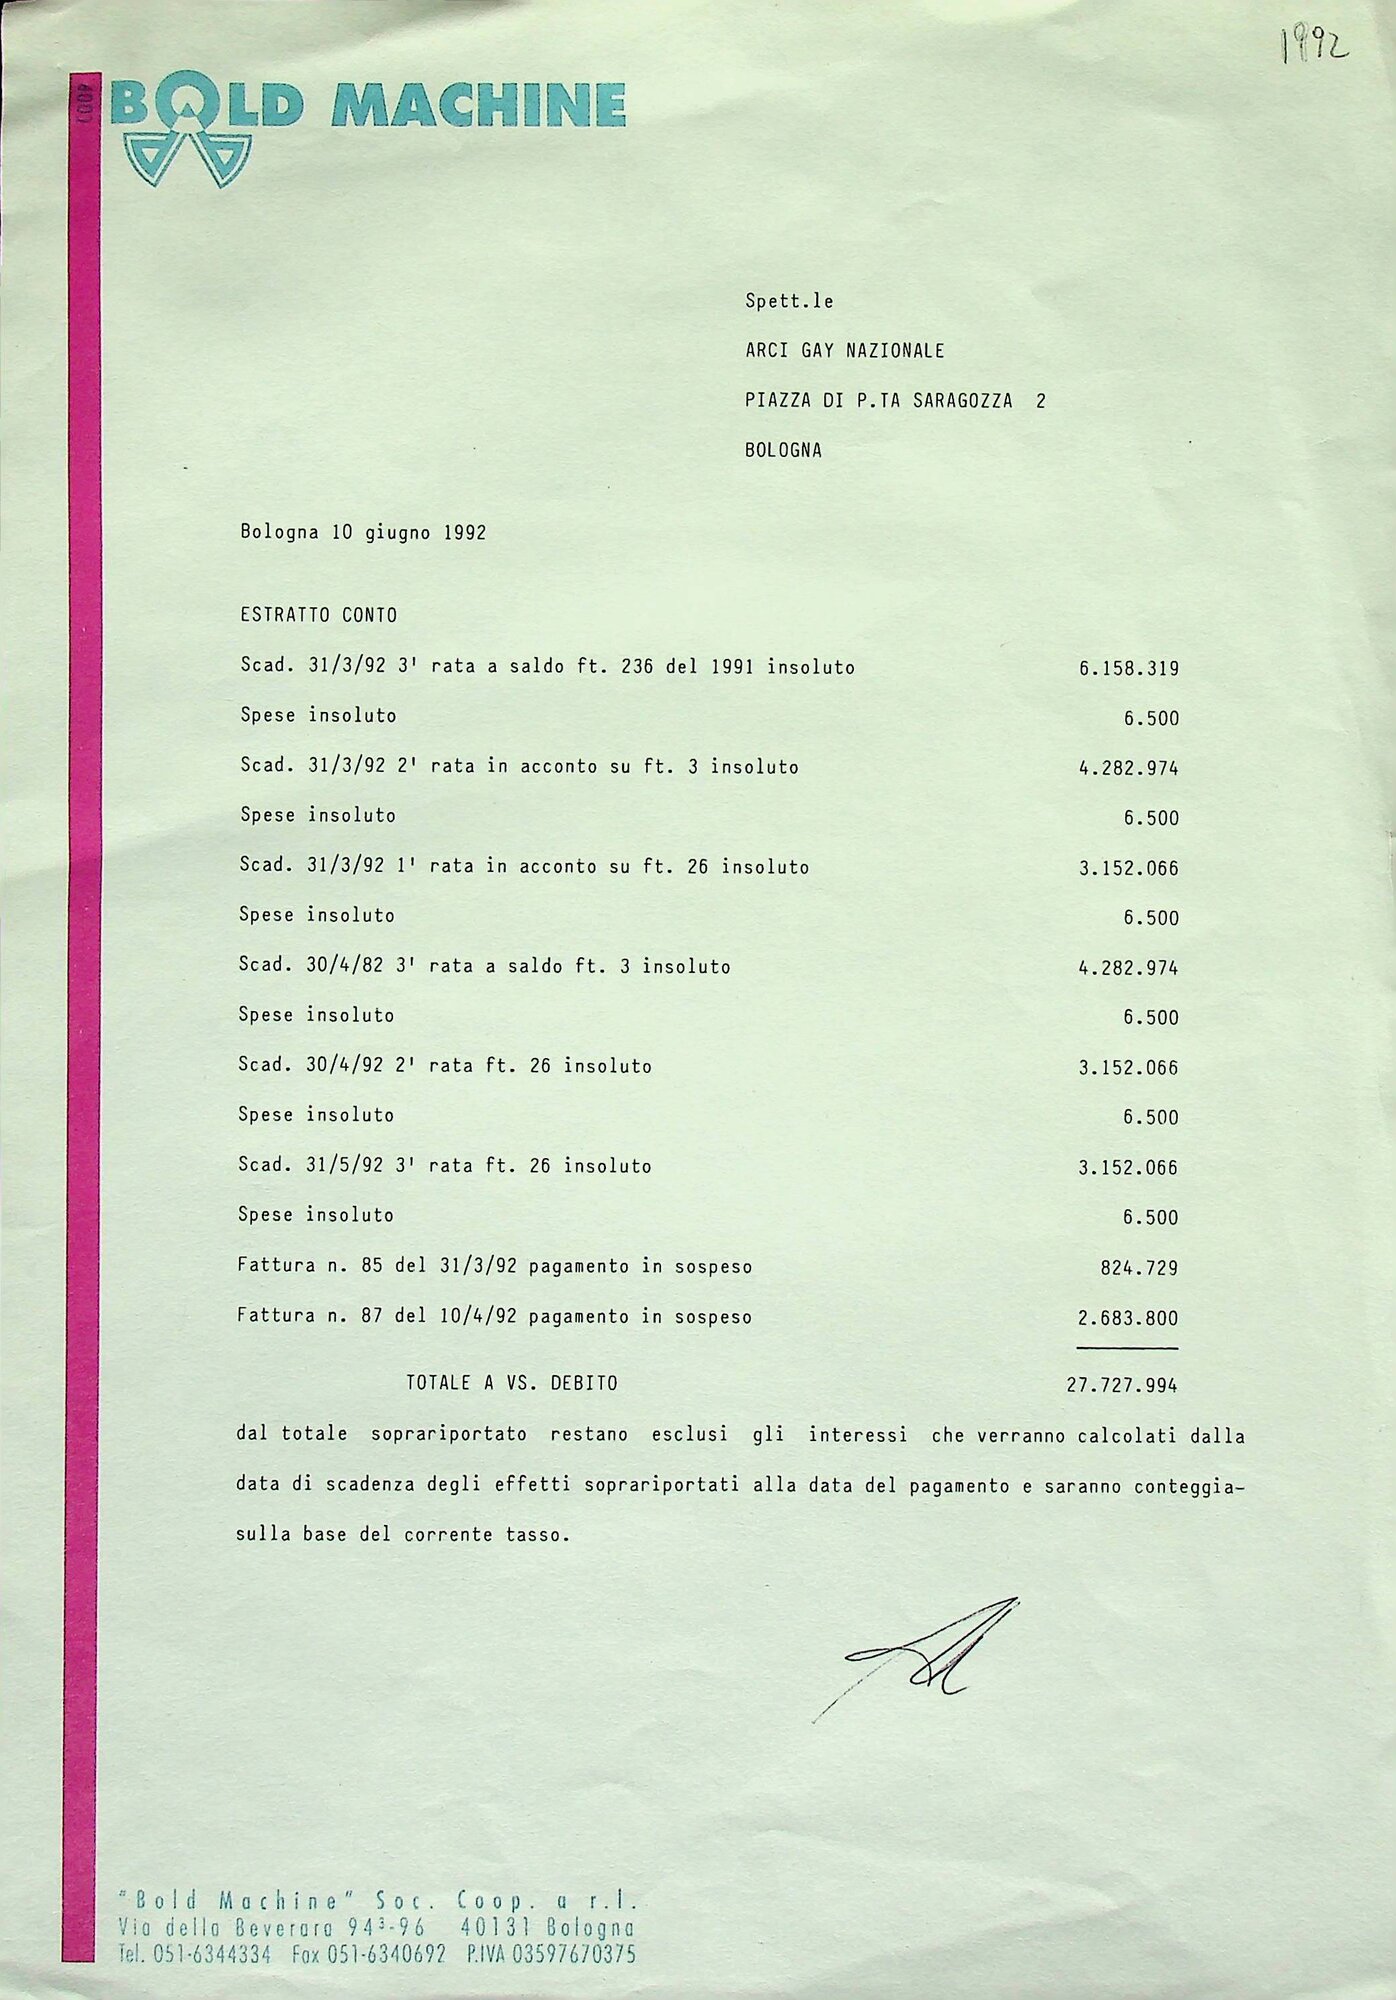 1992
COOP
BOLD MACHINE
Spett.le
ARCI GAY NAZIONALE
PIAZZA DI P.TA SARAGOZZA 2
BOLOGNA
Bologna 10 giugno 1992
ESTRATTO CONTO
Scad. 31/3/92 3' rata a saldo ft. 236 del 1991 insoluto 6.158.319
Spese insoluto 6.500
Scad. 31/3/92 2' rata in acconto su ft. 3 insoluto 4.282.974
Spese insoluto 6.500
Scad. 31/3/92 1' rata in acconto su ft. 26 insoluto 3.152.066
Spese insoluto 6.500
Scad. 30/4/82 3' rata a saldo ft. 3 insoluto 4.282.974
Spese insoluto 6.500
Scad. 30/4/92 2' rata ft. 26 insoluto 3.152.066
Spese insoluto 6.500
Scad. 31/5/92 3' rata ft. 26 insoluto 3.152.066
Spese insoluto 6.500
Fattura n. 85 del 31/3/92 pagamento in sospeso 824.729
Fattura n. 87 del 10/4/92 pagamento in sospeso 2.683.800
TOTALE A VS. DEBITO 27.727.994
dal totale soprariportato restano esclusi gli interessi che verranno calcolati dalla
data di scadenza degli effetti soprariportati alla data del pagamento e saranno conteggia-
sulla base del corrente tasso.
"Bold Machine" Soc. Coop. a r.l.
Via della Beverara 94³-96 40131 Bologna
Tel. 051-6344334 Fax 051-6340692 P.IVA 03597670375